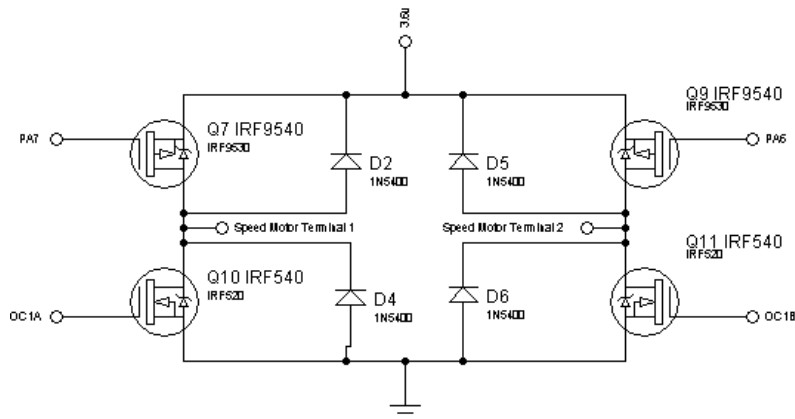 3.6v
Q7 IRF9540
IRF9530
PA7
D2
1N5400
D5
1N5400
Q9 IRF9540
IRF9530
PA6
Speed Motor Terminal 1
Speed Motor Terminal 2
Q10 IRF540
IRF520
OC1A
D4
1N5400
D6
1N5400
Q11 IRF540
IRF520
OC1B